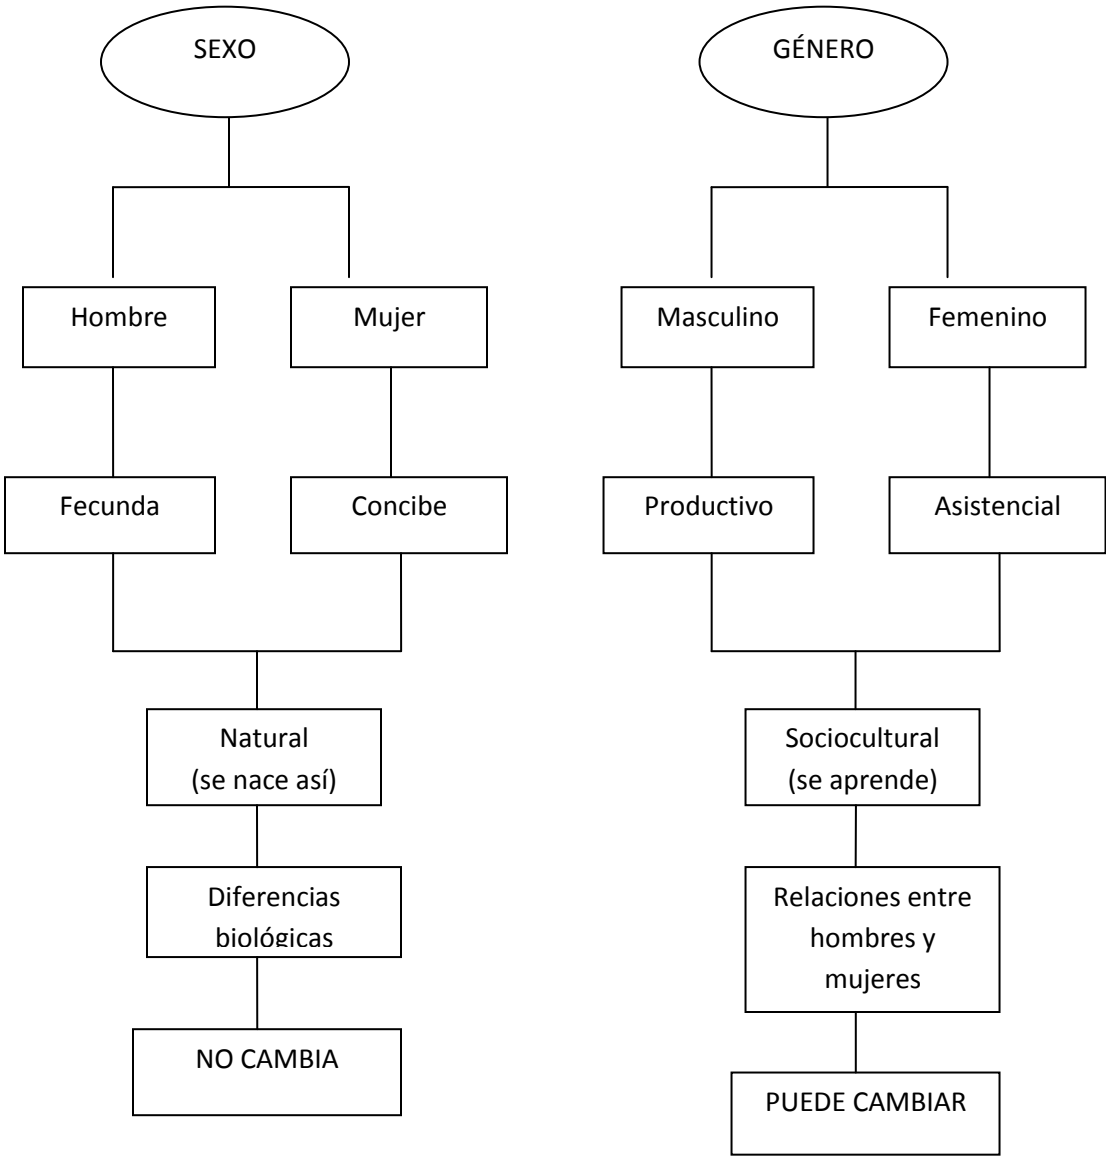 SEXO
GÉNERO
Hombre
Mujer
Masculino
Femenino
Fecunda
Concibe
Productivo
Asistencial
Natural
(se nace así)
Sociocultural
(se aprende)
Diferencias
biológicas
Relaciones entre
hombres y
mujeres
NO CAMBIA
PUEDE CAMBIAR